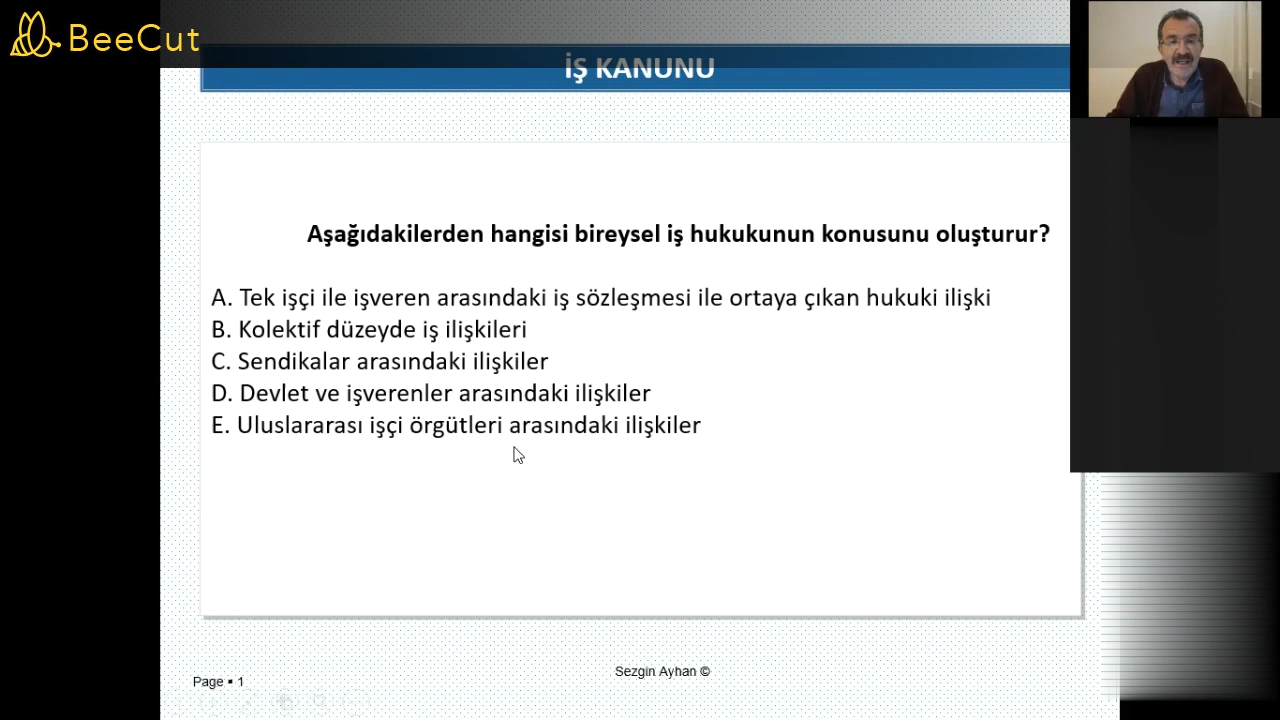 BeeCut
İŞ KANUNU
Aşağıdakilerden hangisi bireysel iş hukukunun konusunu oluşturur?
A. Tek işçi ile işveren arasındaki iş sözleşmesi ile ortaya çıkan hukuki ilişki
B. Kolektif düzeyde iş ilişkileri
C. Sendikalar arasındaki ilişkiler
D. Devlet ve işverenler arasındaki ilişkiler
E. Uluslararası işçi örgütleri arasındaki ilişkiler
Sezgin Ayhan ©
Page ▪ 1